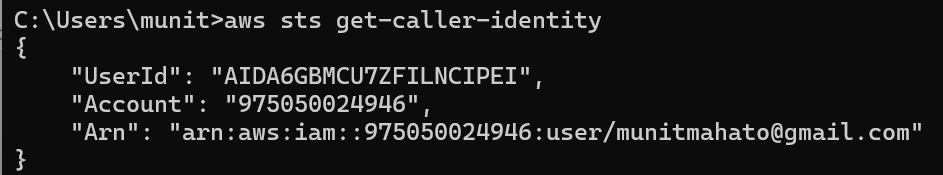 C:\Users\munit>aws sts get-caller-identity
{
    "UserId": "AIDA6GBMCU7ZFILNCIPEI",
    "Account": "975050024946",
    "Arn": "arn:aws:iam::975050024946:user/munitmahato@gmail.com"
}